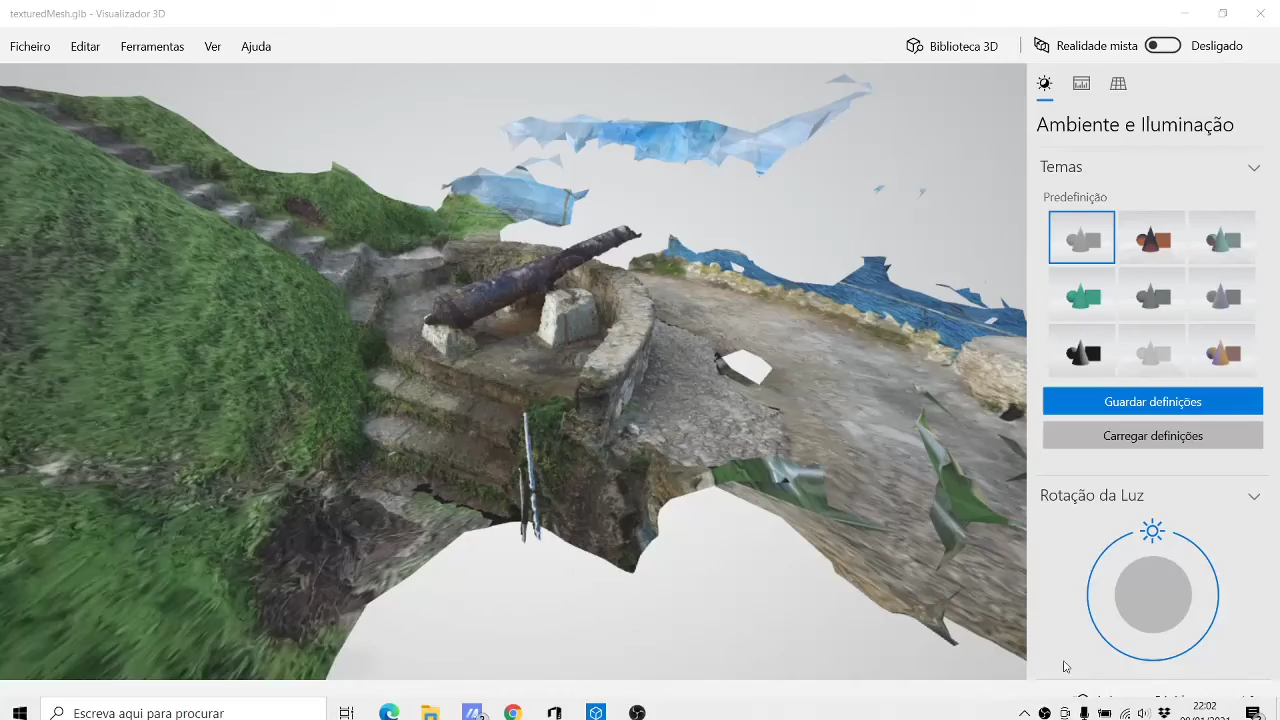 texturedMesh.glb - Visualizador 3D
Ficheiro Editar Ferramentas Ver Ajuda Biblioteca 3D Realidade mista Desligado
Ambiente e Iluminação
Temas
Predefinição
Guardar definições
Carregar definições
Rotação da Luz
Escreva aqui para procurar
22:02